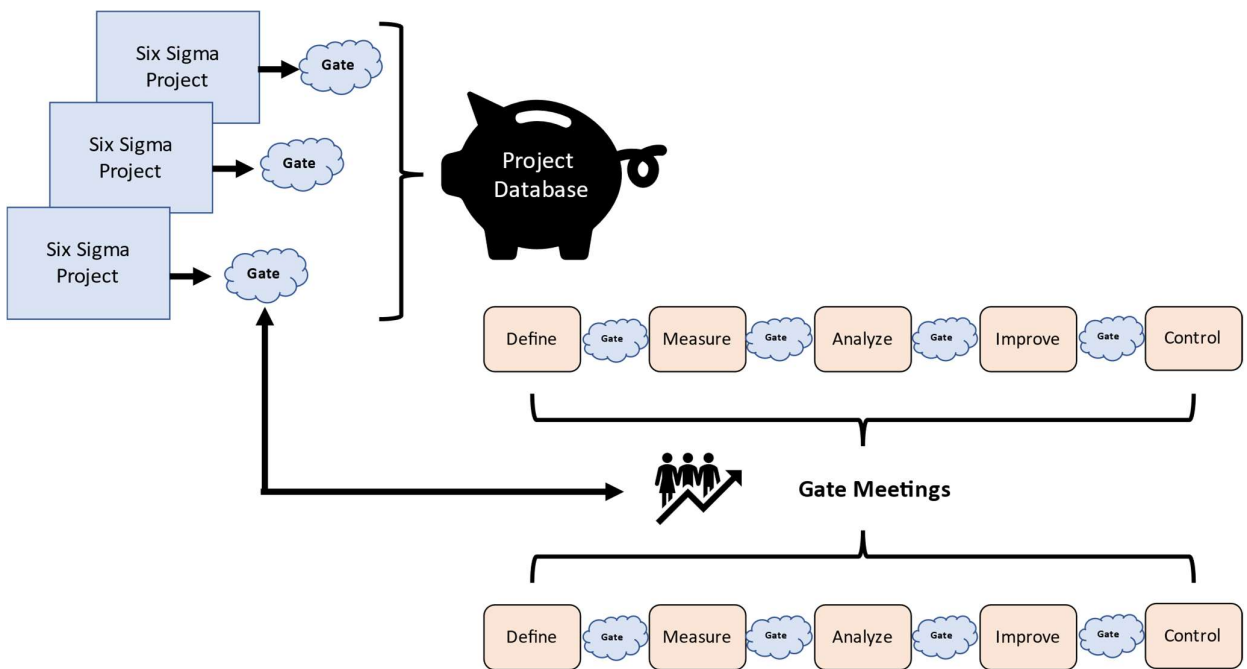 Six Sigma
Project
Gate
Six Sigma
Project
Gate
Six Sigma
Project
Gate
Project
Database
Define
Gate
Measure
Gate
Analyze
Gate
Improve
Gate
Control
Gate Meetings
Define
Gate
Measure
Gate
Analyze
Gate
Improve
Gate
Control